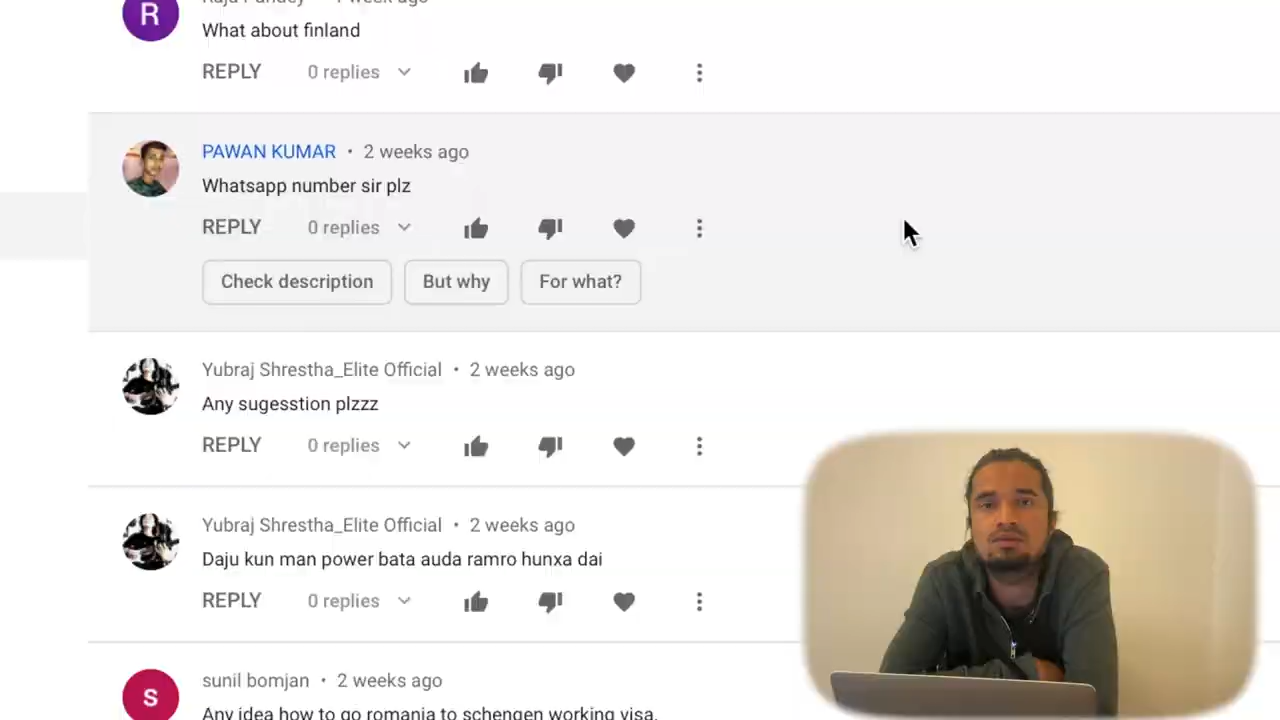 R
What about finland
REPLY 0 replies
PAWAN KUMAR • 2 weeks ago
Whatsapp number sir plz
REPLY 0 replies
Check description But why For what?
Yubraj Shrestha_Elite Official • 2 weeks ago
Any sugesstion plzzz
REPLY 0 replies
Yubraj Shrestha_Elite Official • 2 weeks ago
Daju kun man power bata auda ramro hunxa dai
REPLY 0 replies
S
sunil bomjan • 2 weeks ago
Any idea how to go romania to schengen working visa.